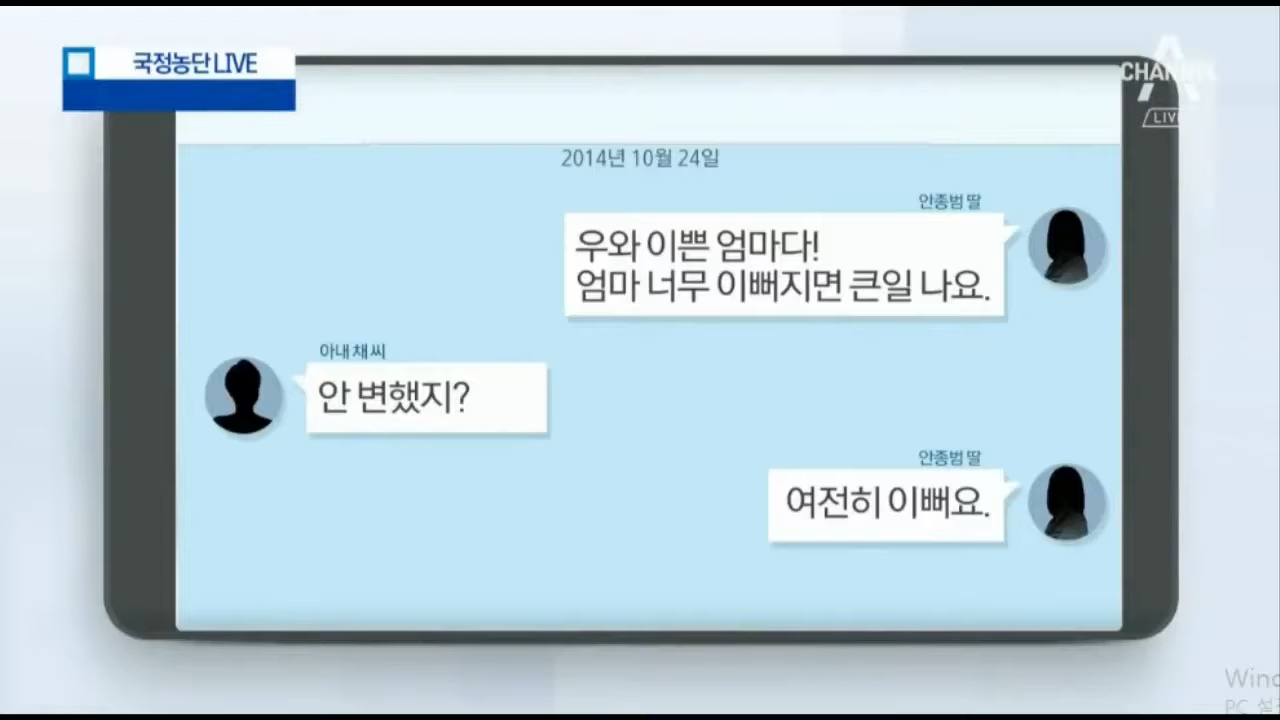 국정농단 LIVE
CHANNEL A
LIVE
2014년 10월 24일
안종범 딸
우와 이쁜 엄마다!
엄마 너무 이뻐지면 큰일 나요.
아내 채 씨
안 변했지?
안종범 딸
여전히 이뻐요.
Wind
PC 설